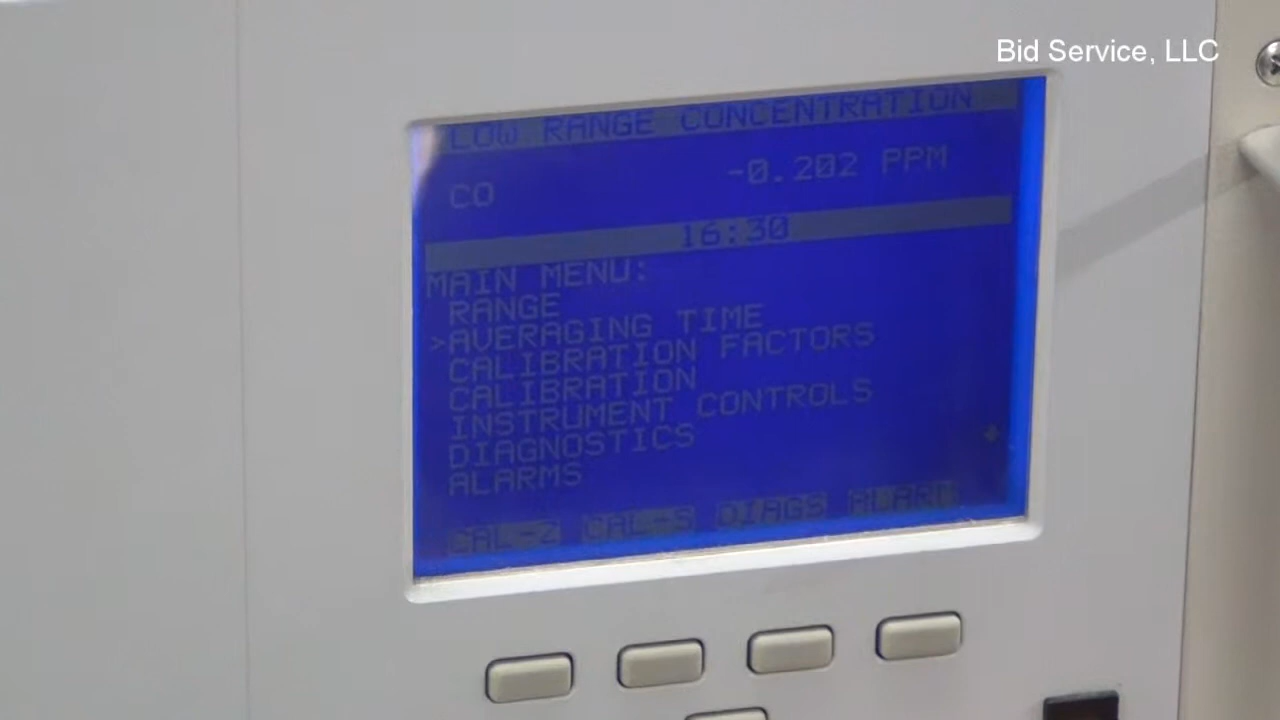 Bid Service, LLC
LOW RANGE CONCENTRATION
CO -0.202 PPM
16:30
MAIN MENU:
RANGE
>AVERAGING TIME
CALIBRATION FACTORS
CALIBRATION
INSTRUMENT CONTROLS
DIAGNOSTICS
ALARMS
CAL-Z CAL-S DIAGS ALARM